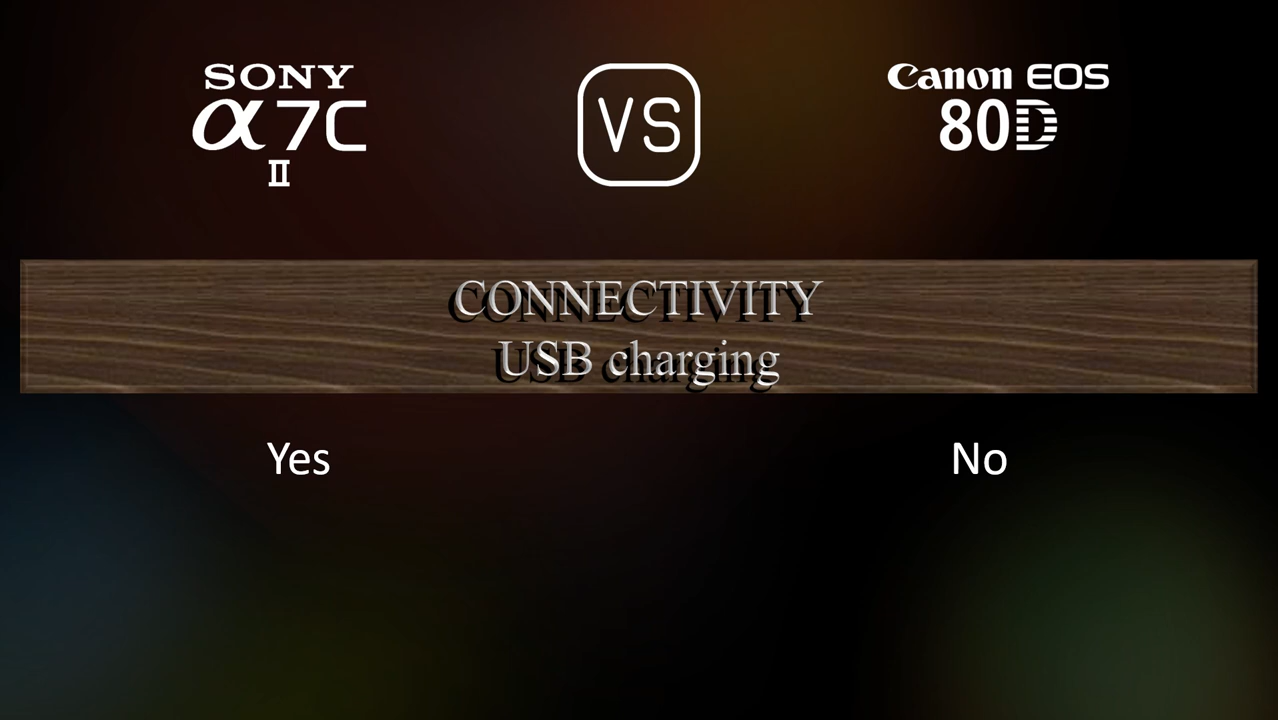 SONY
α7C
II
VS
Canon EOS
80D
CONNECTIVITY
USB charging
Yes
No